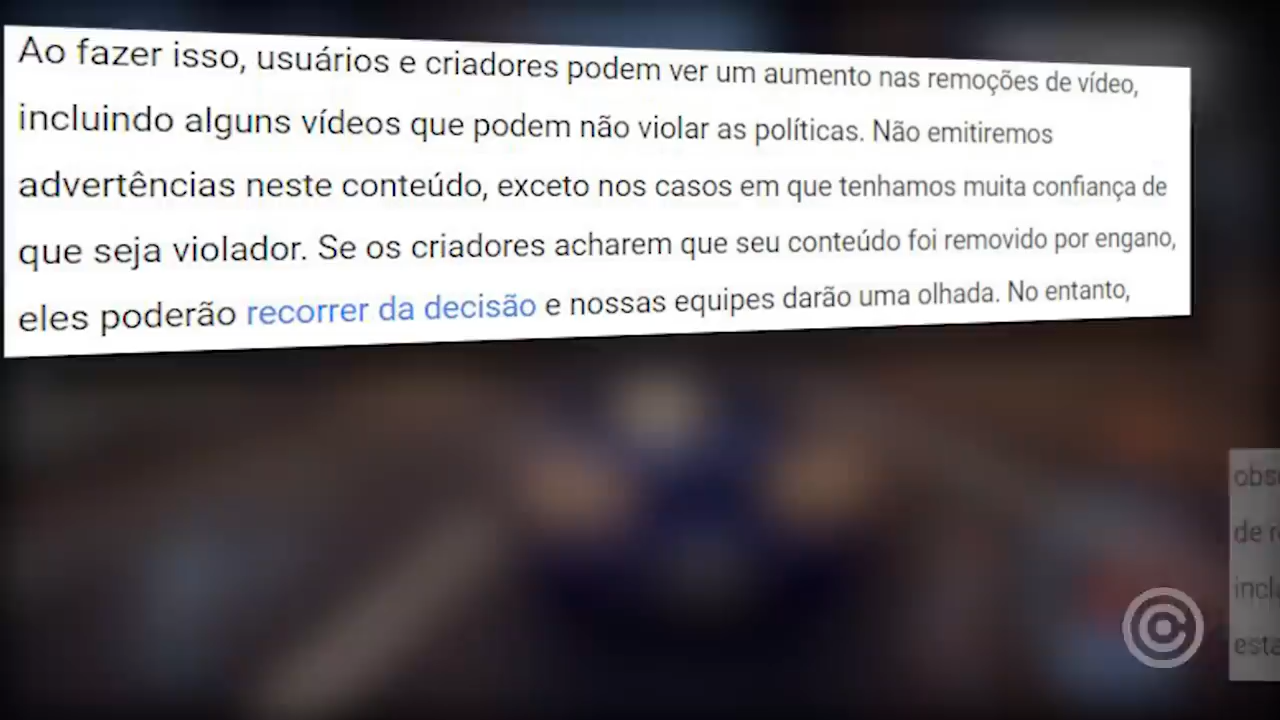 Ao fazer isso, usuários e criadores podem ver um aumento nas remoções de vídeo,
incluindo alguns vídeos que podem não violar as políticas. Não emitiremos
advertências neste conteúdo, exceto nos casos em que tenhamos muita confiança de
que seja violador. Se os criadores acharem que seu conteúdo foi removido por engano,
eles poderão recorrer da decisão e nossas equipes darão uma olhada. No entanto,
de